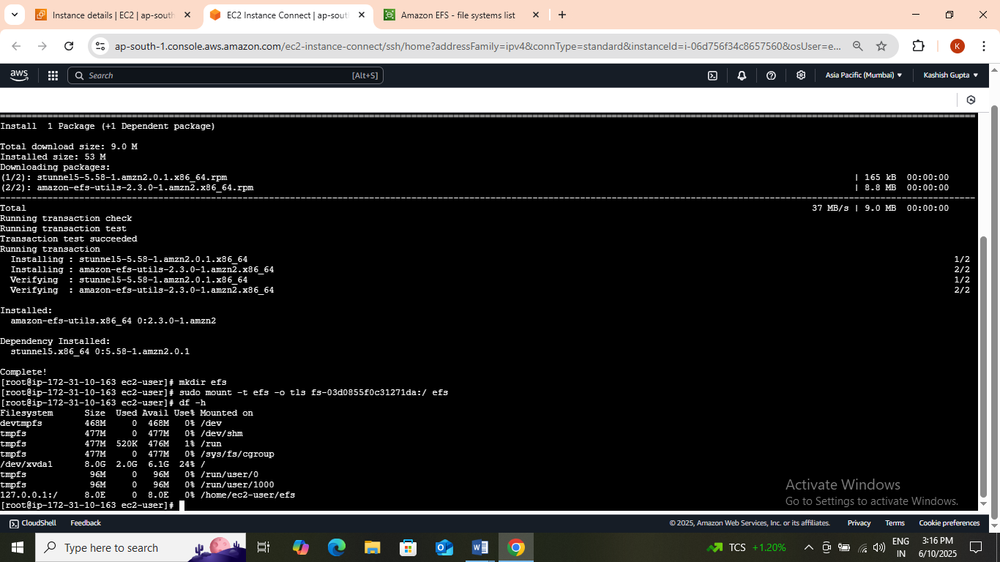 Instance details | EC2 | ap-south
EC2 Instance Connect | ap-sout
Amazon EFS - file systems list
ap-south-1.console.aws.amazon.com/ec2-instance-connect/ssh/home?addressFamily=ipv4&connType=standard&instanceId=i-06d756f34c8657560&osUser=e...
K
aws
Search
[Alt+S]
Asia Pacific (Mumbai)
Kashish Gupta
Install  1 Package (+1 Dependent package)
Total download size: 9.0 M
Installed size: 53 M
Downloading packages:
(1/2): stunnel5-5.58-1.amzn2.0.1.x86_64.rpm | 165 kB  00:00:00
(2/2): amazon-efs-utils-2.3.0-1.amzn2.x86_64.rpm | 8.8 MB  00:00:00
Total 37 MB/s | 9.0 MB  00:00:00
Running transaction check
Running transaction test
Transaction test succeeded
Running transaction
Installing : stunnel5-5.58-1.amzn2.0.1.x86_64 1/2
Installing : amazon-efs-utils-2.3.0-1.amzn2.x86_64 2/2
Verifying  : stunnel5-5.58-1.amzn2.0.1.x86_64 1/2
Verifying  : amazon-efs-utils-2.3.0-1.amzn2.x86_64 2/2
Installed:
amazon-efs-utils.x86_64 0:2.3.0-1.amzn2
Dependency Installed:
stunnel5.x86_64 0:5.58-1.amzn2.0.1
Complete!
[root@ip-172-31-10-163 ec2-user]# mkdir efs
[root@ip-172-31-10-163 ec2-user]# sudo mount -t efs -o tls fs-03d0855f0c31271da:/ efs
[root@ip-172-31-10-163 ec2-user]# df -h
Filesystem      Size  Used Avail Use% Mounted on
devtmpfs        468M     0  468M   0% /dev
tmpfs           477M     0  477M   0% /dev/shm
tmpfs           477M  520K  476M   1% /run
tmpfs           477M     0  477M   0% /sys/fs/cgroup
/dev/xvda1      8.0G  2.0G  6.1G  24% /
tmpfs            96M     0   96M   0% /run/user/0
tmpfs            96M     0   96M   0% /run/user/1000
127.0.0.1:/     8.0E     0  8.0E   0% /home/ec2-user/efs
[root@ip-172-31-10-163 ec2-user]#
Activate Windows
Go to Settings to activate Windows.
CloudShell
Feedback
© 2025, Amazon Web Services, Inc. or its affiliates.
Privacy
Terms
Cookie preferences
Type here to search
TCS +1.20%
ENG
IN
3:16 PM
6/10/2025